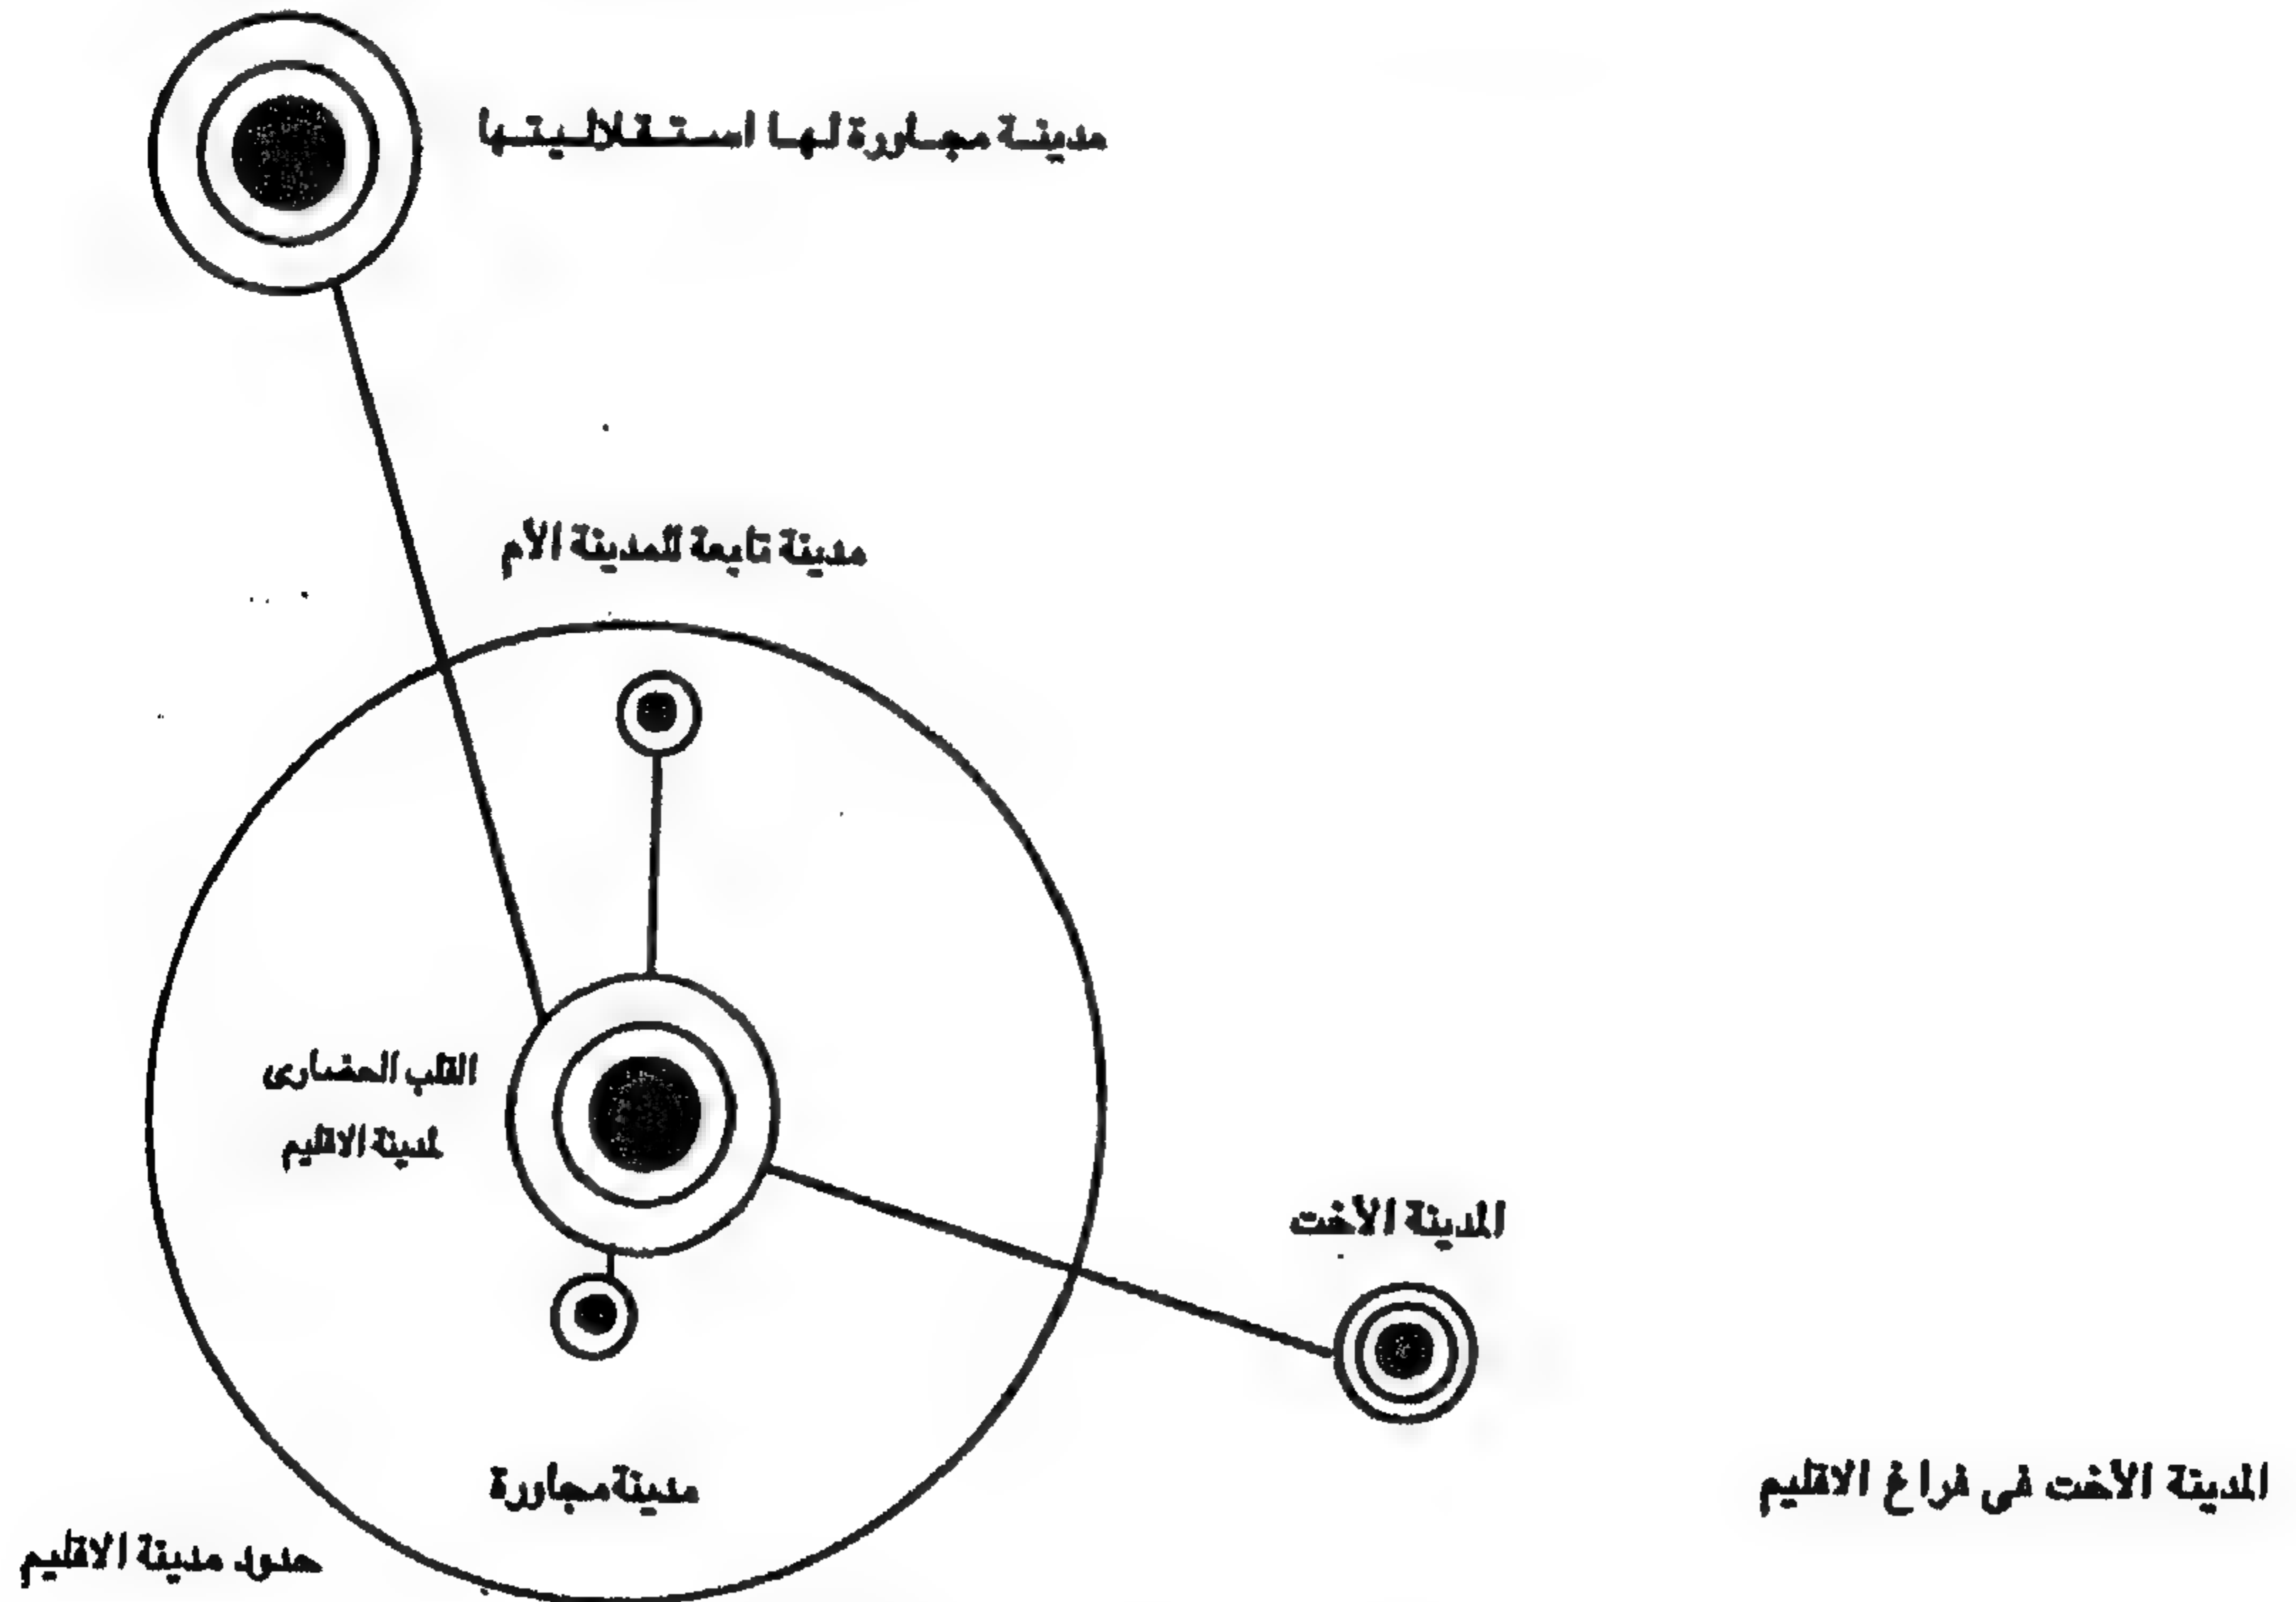 مدينة مجاورة لها استقلاليتها
مدينة تابعة للمدينة الأم
القلب الحضارى
لمدينة الاقليم
المدينة الأخت
المدينة الأخت فى فراغ الاقليم
مدينة مجاورة
حدود مدينة الاقليم